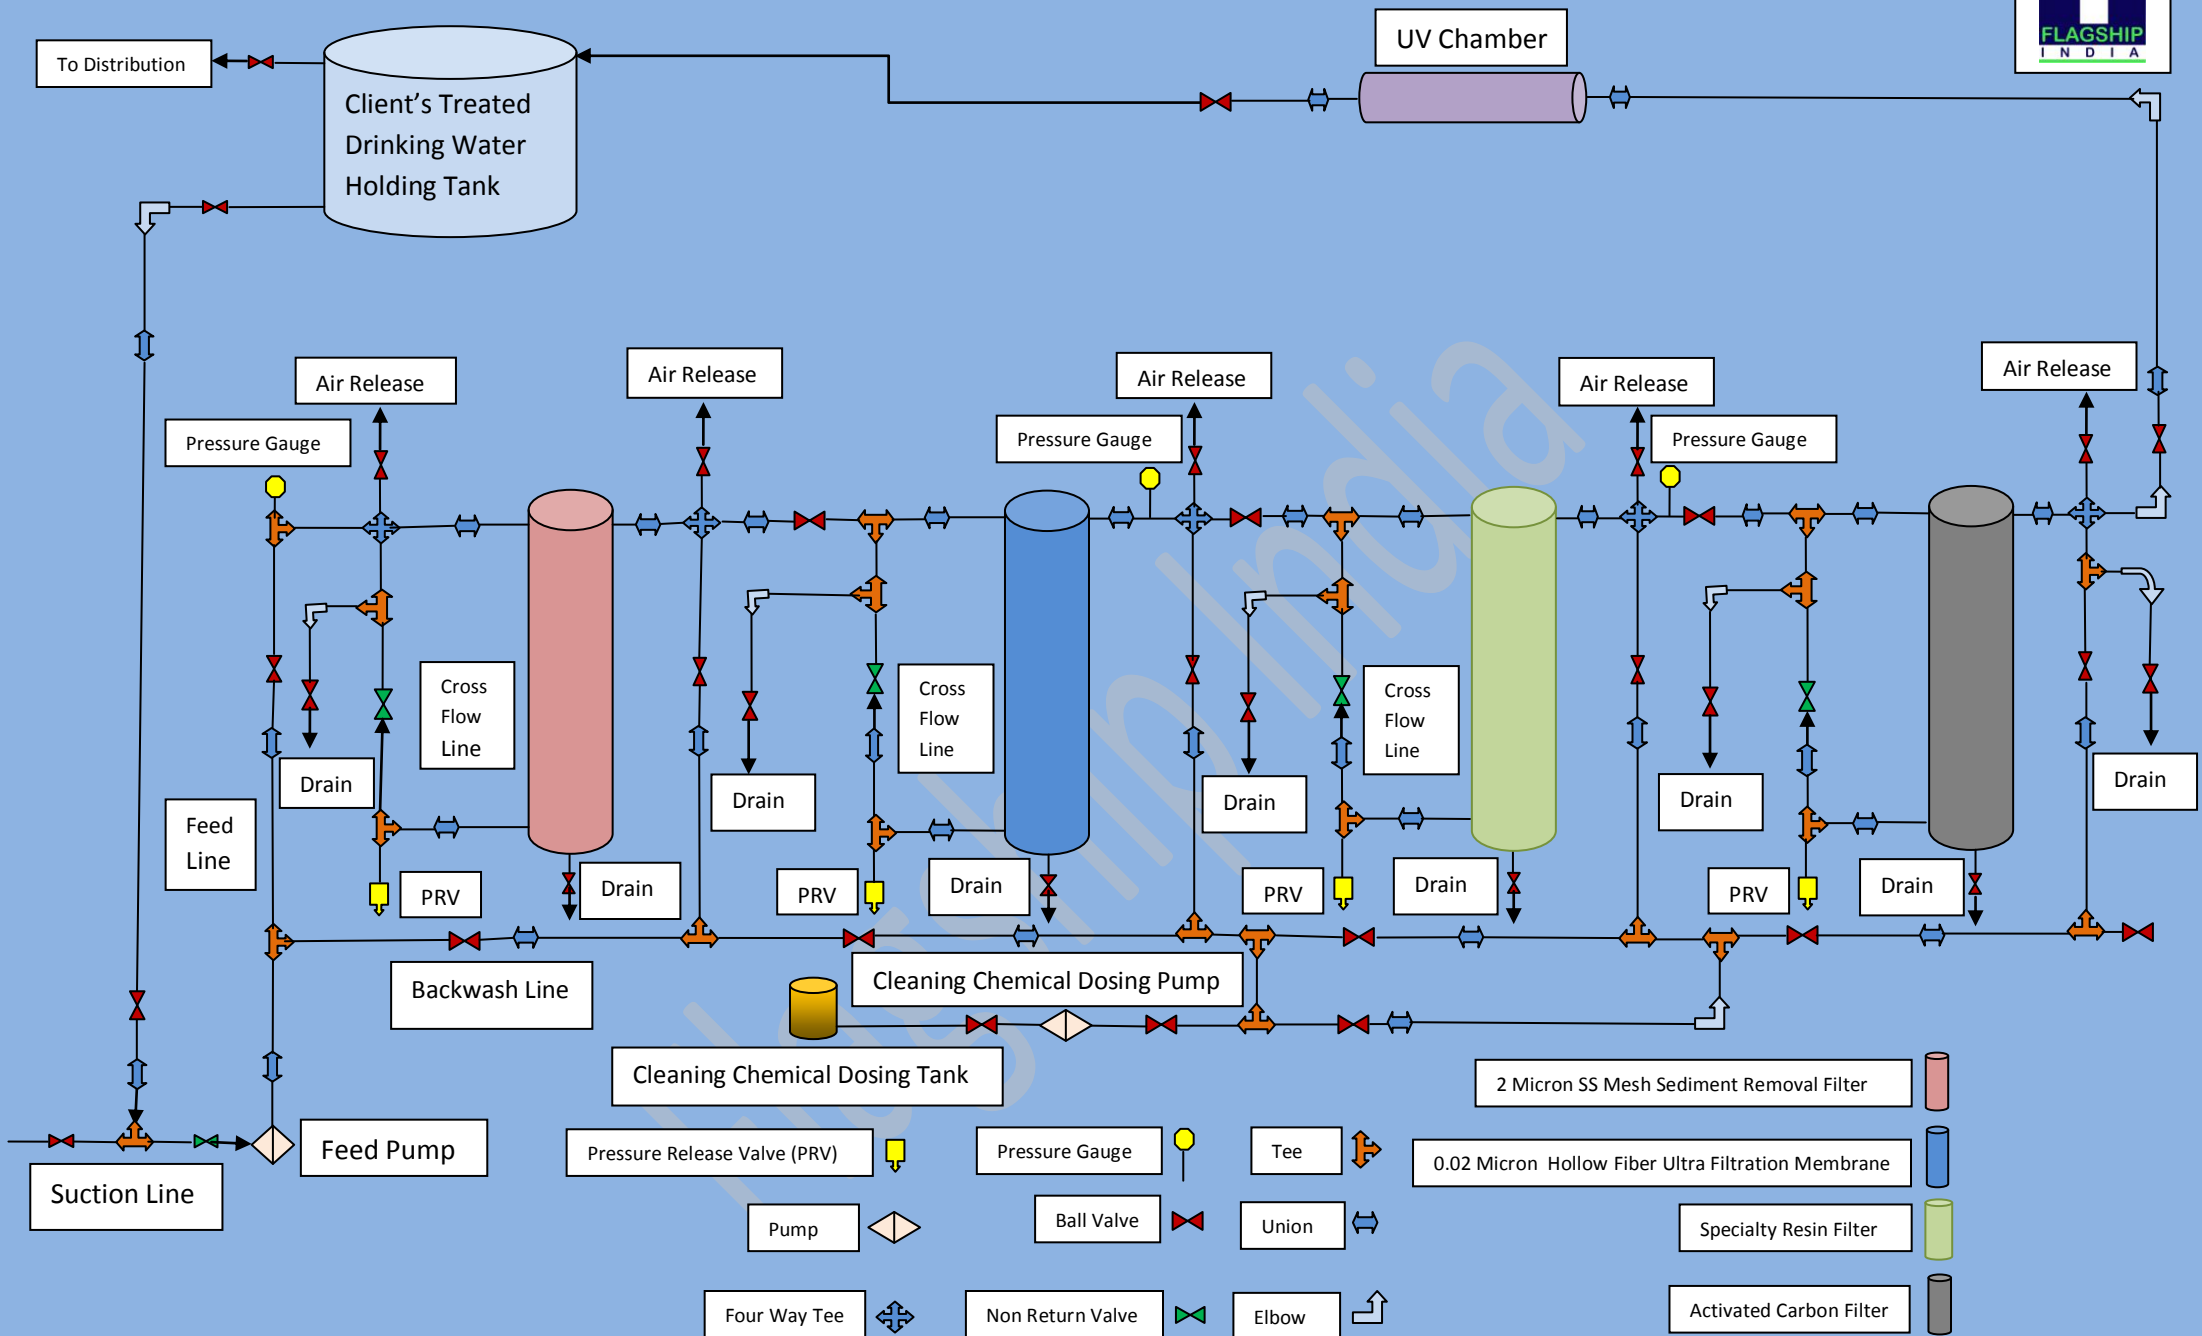 FLAGSHIP
INDIA
UV Chamber
To Distribution
Client's Treated
Drinking Water
Holding Tank
Air Release
Air Release
Air Release
Air Release
Air Release
Pressure Gauge
Pressure Gauge
Pressure Gauge
Cross
Flow
Line
Cross
Flow
Line
Cross
Flow
Line
Drain
Drain
Drain
Drain
Drain
Feed
Line
PRV
Drain
PRV
Drain
PRV
Drain
PRV
Drain
Backwash Line
Cleaning Chemical Dosing Pump
Cleaning Chemical Dosing Tank
Feed Pump
Suction Line
Flagship India
2 Micron SS Mesh Sediment Removal Filter
Pressure Release Valve (PRV)
Pressure Gauge
Tee
0.02 Micron  Hollow Fiber Ultra Filtration Membrane
Pump
Ball Valve
Union
Specialty Resin Filter
Four Way Tee
Non Return Valve
Elbow
Activated Carbon Filter